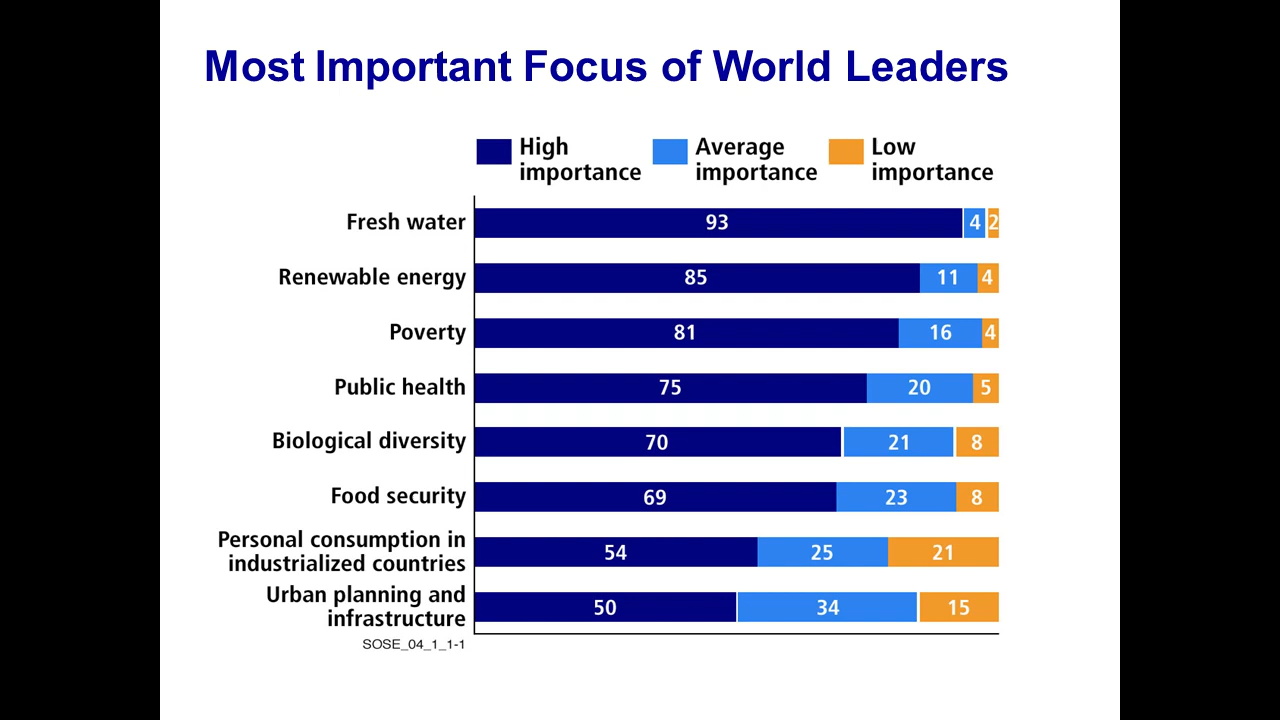 Most Important Focus of World Leaders
High importance
Average importance
Low importance
Fresh water 93 4 2
Renewable energy 85 11 4
Poverty 81 16 4
Public health 75 20 5
Biological diversity 70 21 8
Food security 69 23 8
Personal consumption in
industrialized countries 54 25 21
Urban planning and
infrastructure 50 34 15
SOSE_04_1_1-1